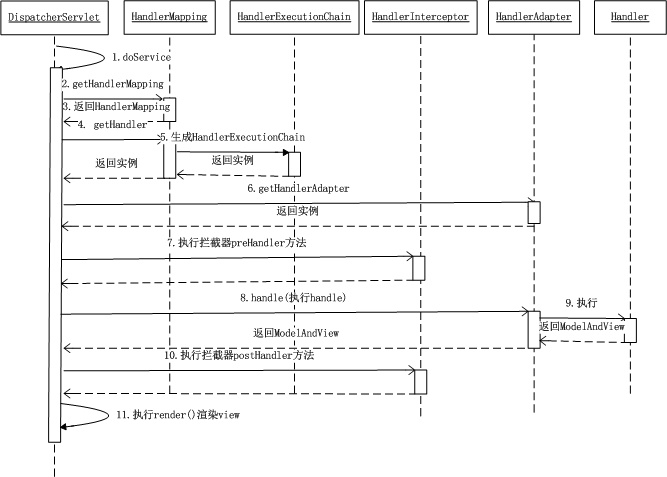 DispatcherServlet
HandlerMapping
HandlerExecutionChain
HandlerInterceptor
HandlerAdapter
Handler
1.doService
2.getHandlerMapping
3.返回HandlerMapping
4. getHandler
5.生成HandlerExecutionChain
返回实例
返回实例
6.getHandlerAdapter
返回实例
7.执行拦截器preHandler方法
8.handle(执行handle)
9.执行
返回ModelAndView
返回ModelAndView
10.执行拦截器postHandler方法
11.执行render()渲染view